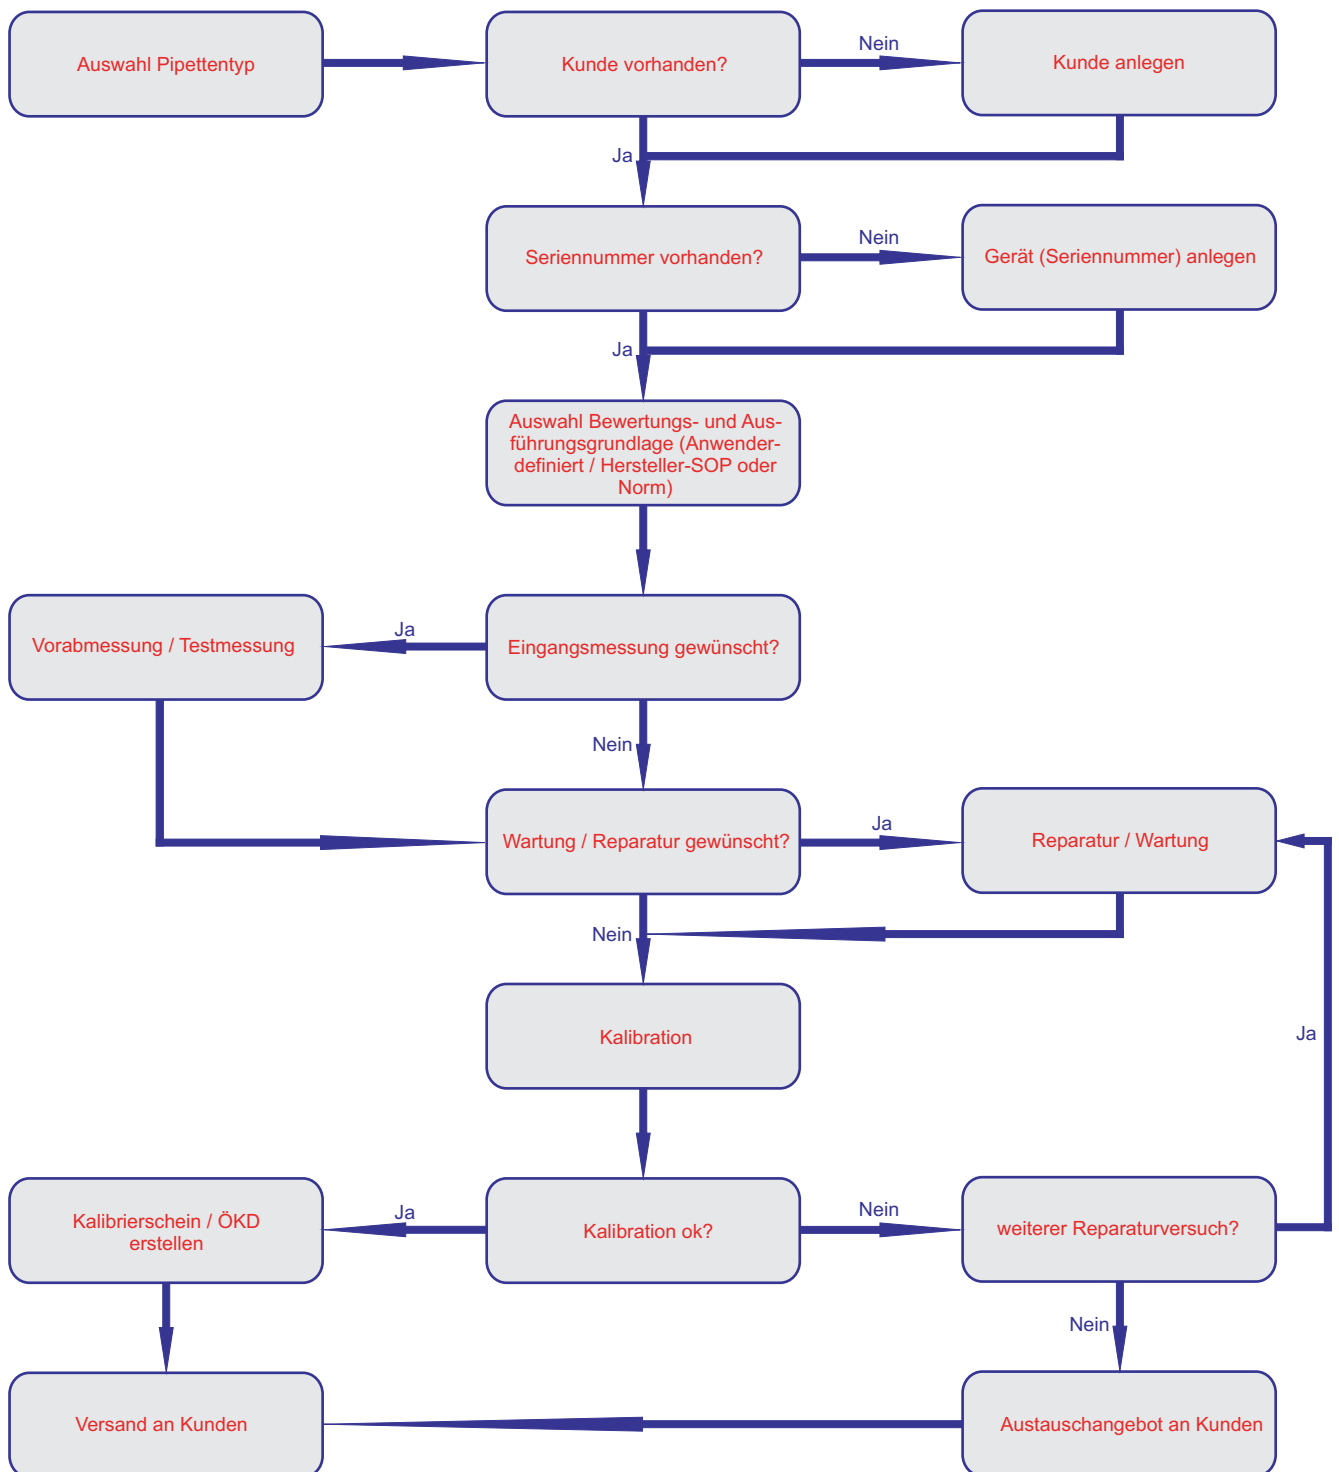 Auswahl Pipettentyp
Kunde vorhanden?
Nein
Kunde anlegen
Ja
Seriennummer vorhanden?
Nein
Gerät (Seriennummer) anlegen
Ja
Auswahl Bewertungs- und Aus-
führungsgrundlage (Anwender-
definiert / Hersteller-SOP oder
Norm)
Vorabmessung / Testmessung
Ja
Eingangsmessung gewünscht?
Nein
Wartung / Reparatur gewünscht?
Ja
Reparatur / Wartung
Nein
Kalibration
Ja
Kalibrierschein / ÖKD
erstellen
Ja
Kalibration ok?
Nein
weiterer Reparaturversuch?
Nein
Versand an Kunden
Austauschangebot an Kunden